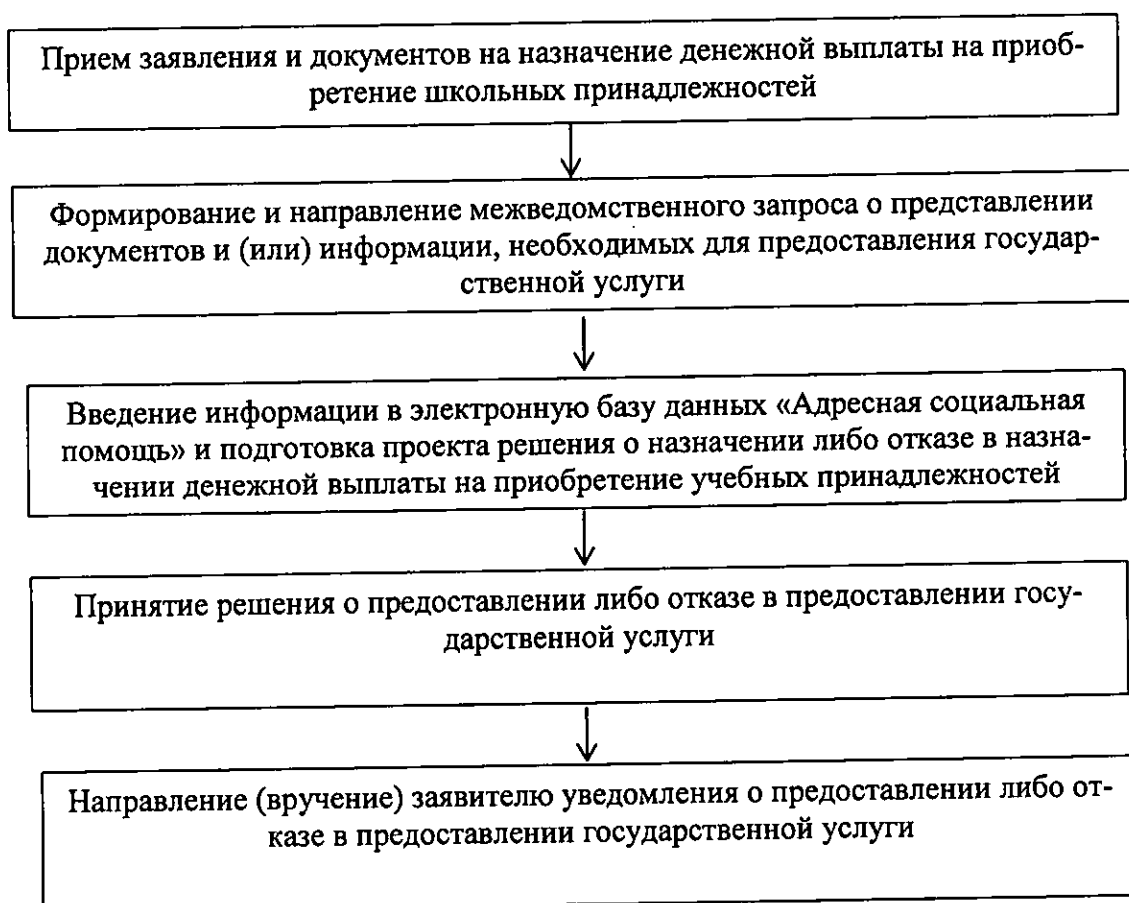 Прием заявления и документов на назначение денежной выплаты на приоб-
ретение школьных принадлежностей
Формирование и направление межведомственного запроса о представлении
документов и (или) информации, необходимых для предоставления государ-
ственной услуги
Введение информации в электронную базу данных «Адресная социальная
помощь» и подготовка проекта решения о назначении либо отказе в назна-
чении денежной выплаты на приобретение учебных принадлежностей
Принятие решения о предоставлении либо отказе в предоставлении госу-
дарственной услуги
Направление (вручение) заявителю уведомления о предоставлении либо от-
казе в предоставлении государственной услуги